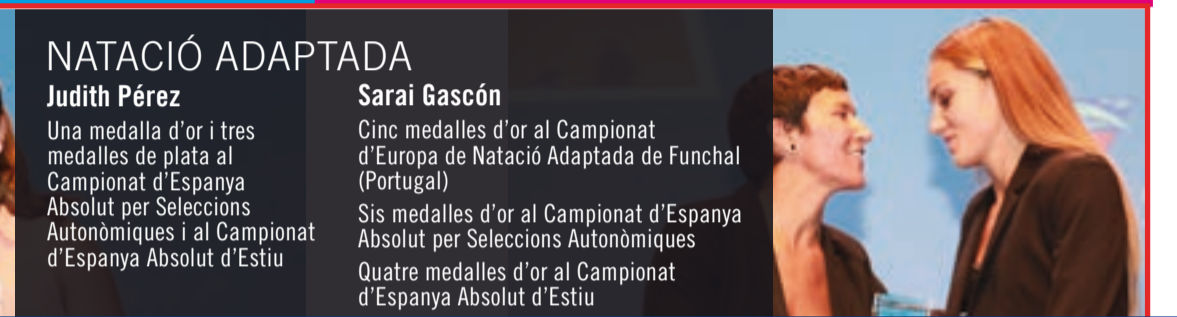 NATACIÓ ADAPTADA
Judith Pérez
Una medalla d'or i tres
medalles de plata al
Campionat d'Espanya
Absolut per Seleccions
Autonòmiques i al Campionat
d'Espanya Absolut d'Estiu
Sarai Gascón
Cinc medalles d'or al Campionat
d'Europa de Natació Adaptada de Funchal
(Portugal)
Sis medalles d'or al Campionat d'Espanya
Absolut per Seleccions Autonòmiques
Quatre medalles d'or al Campionat
d'Espanya Absolut d'Estiu